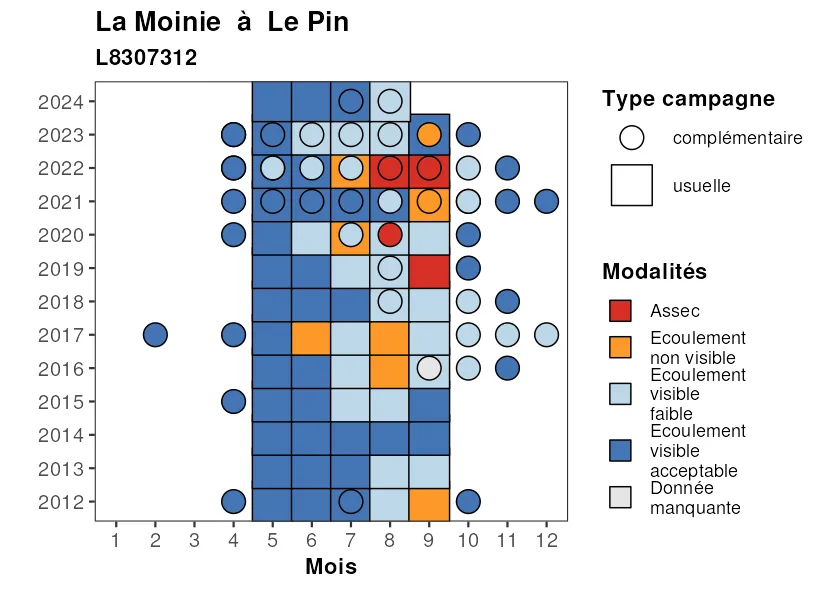 La Moinie  à  Le Pin
L8307312
2024
2023
2022
2021
2020
2019
2018
2017
2016
2015
2014
2013
2012
1 2 3 4 5 6 7 8 9 10 11 12
Mois
Type campagne
complémentaire
usuelle
Modalités
Assec
Ecoulement
non visible
Ecoulement
visible
faible
Ecoulement
visible
acceptable
Donnée
manquante